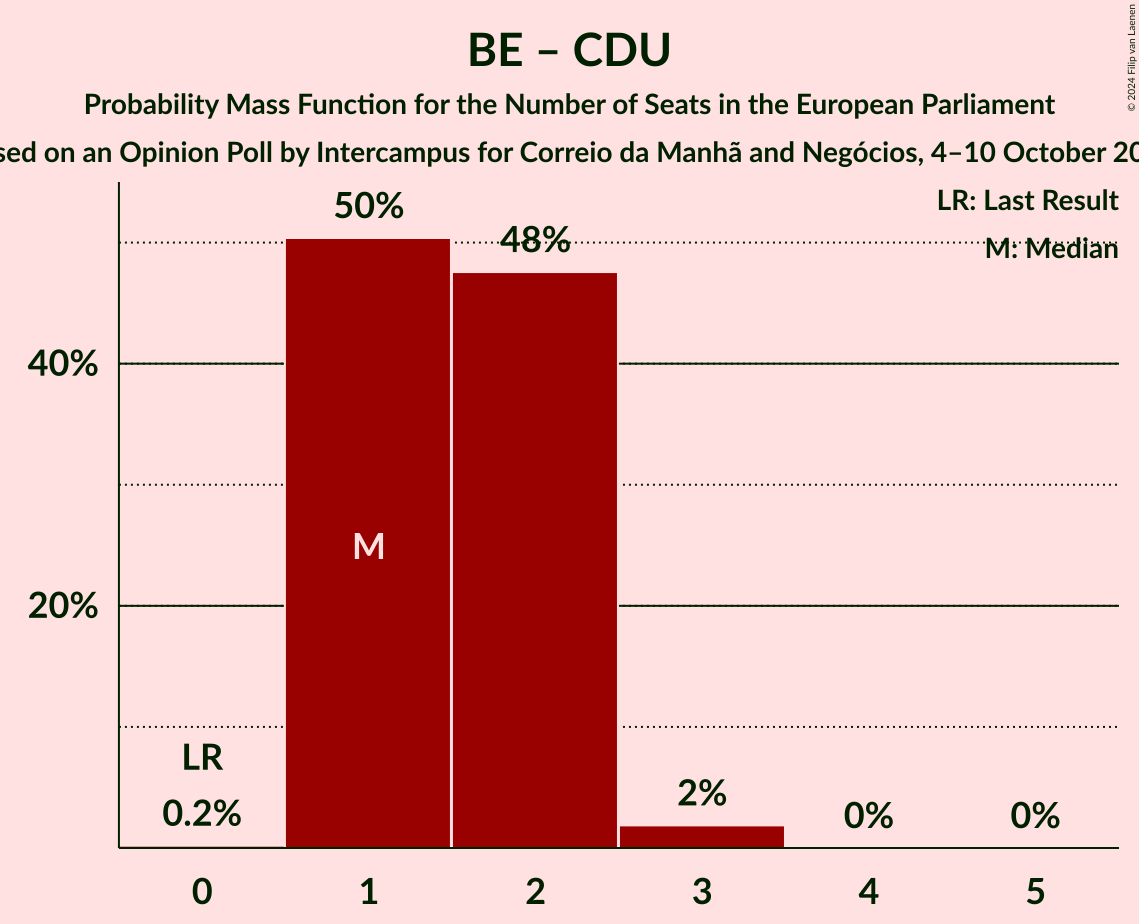 BE – CDU
Probability Mass Function for the Number of Seats in the European Parliament
on an Opinion Poll by Intercampus for Correio da Manhã and Negócios, 4–10 October
© 2024 Filip van Laenen
LR: Last Result
M: Median
50%
48%
40%
M
20%
LR
0.2%
2%
0%
0%
0 1 2 3 4 5